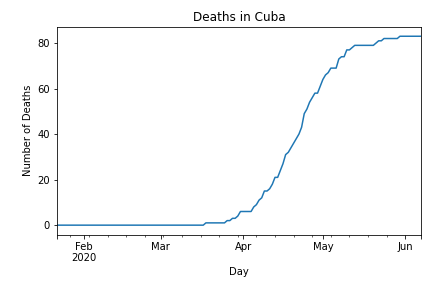 Deaths in Cuba
Number of Deaths
80
60
40
20
0
Feb
2020
Mar
Apr
May
Jun
Day